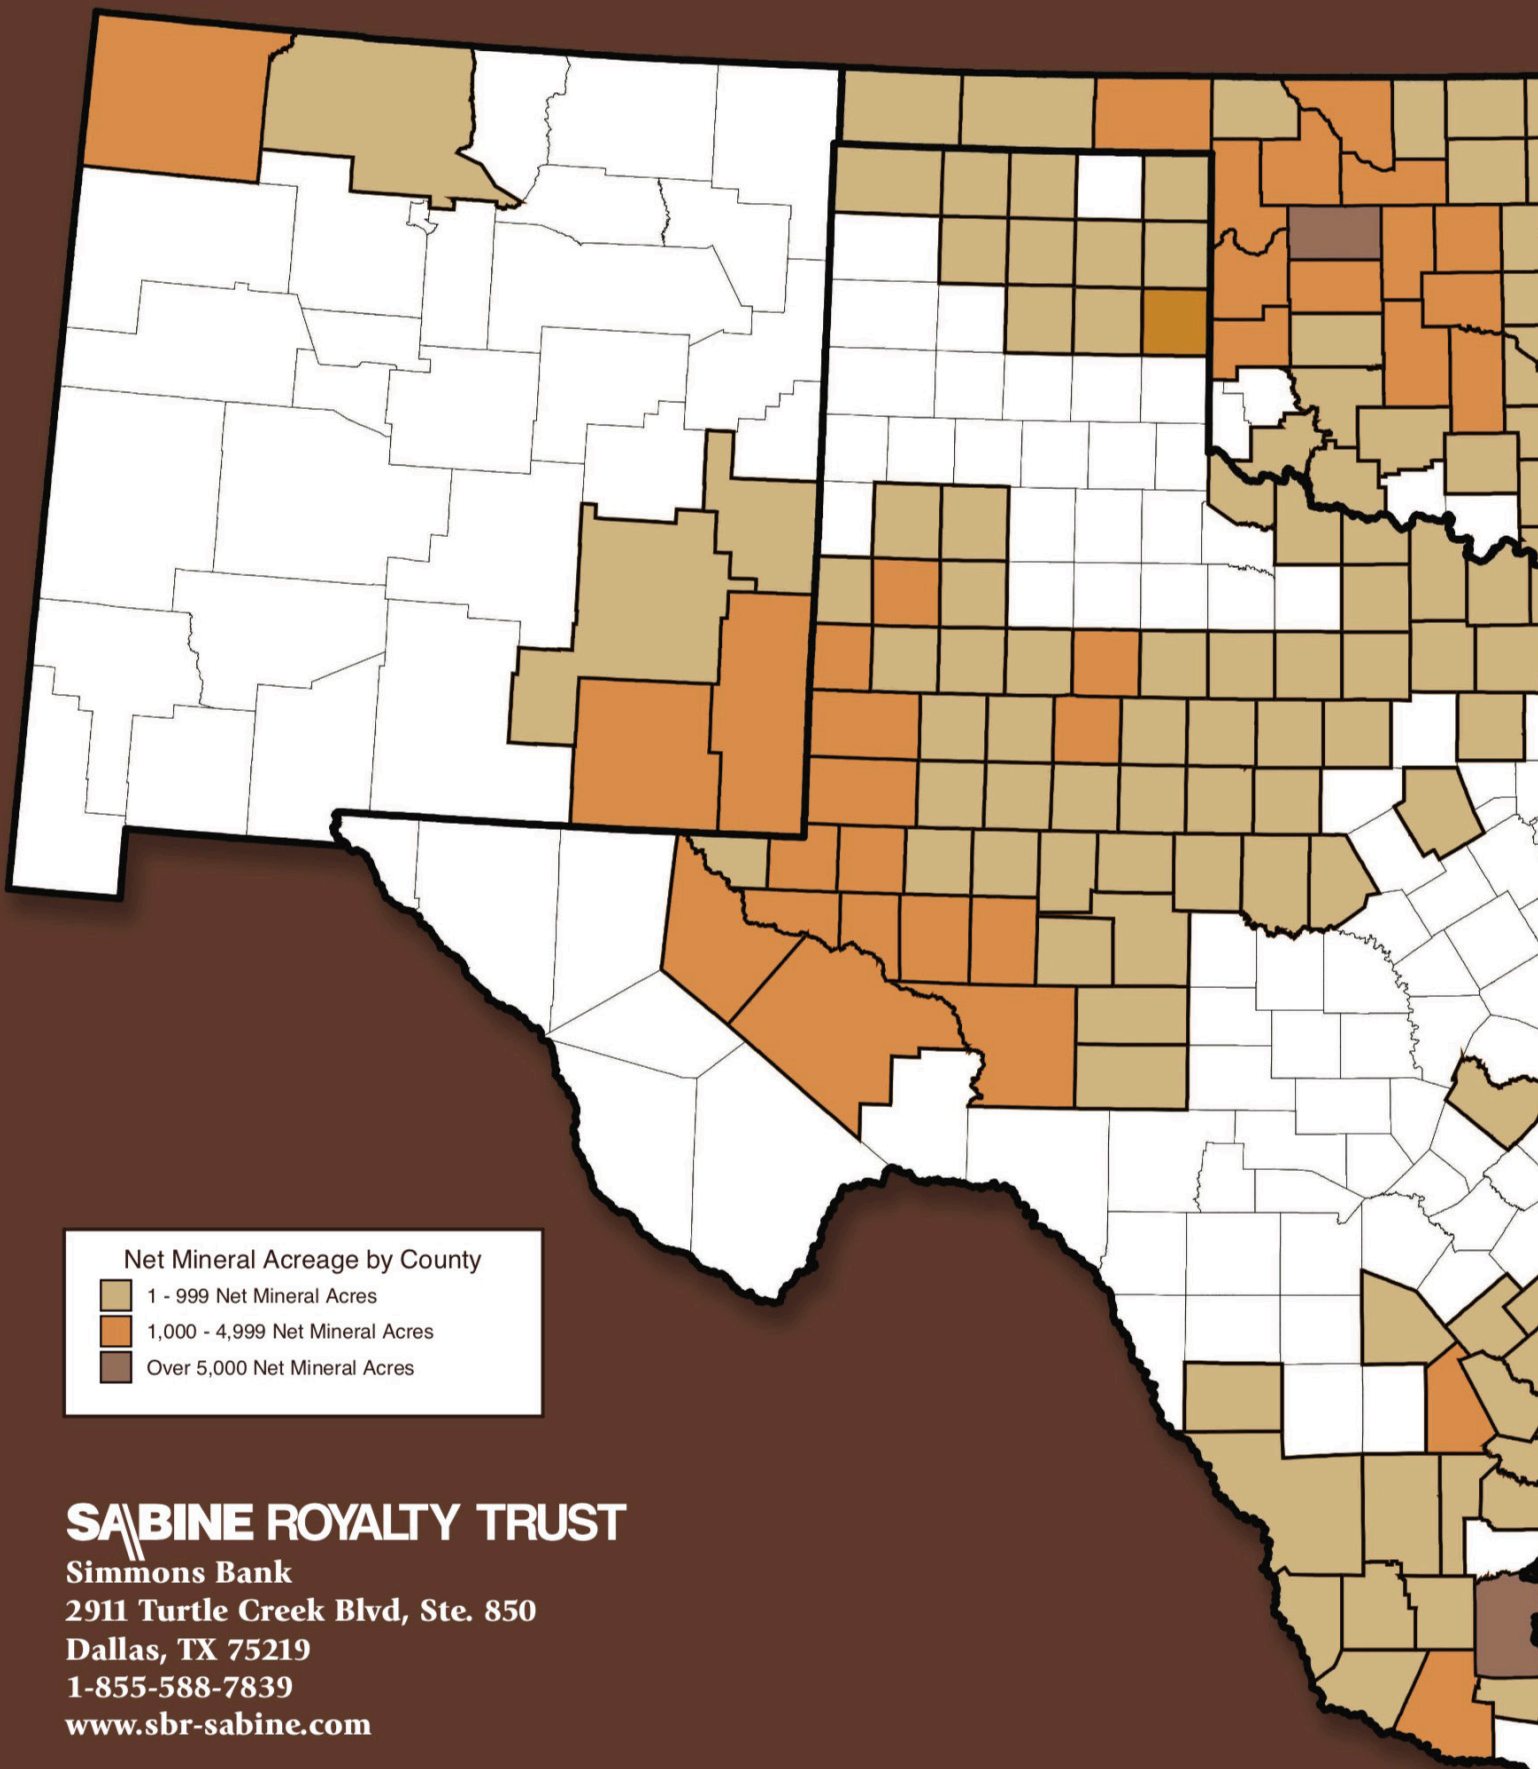 Net Mineral Acreage by County
1 - 999 Net Mineral Acres
1,000 - 4,999 Net Mineral Acres
Over 5,000 Net Mineral Acres
SABINE ROYALTY TRUST
Simmons Bank
2911 Turtle Creek Blvd, Ste. 850
Dallas, TX 75219
1-855-588-7839
www.sbr-sabine.com